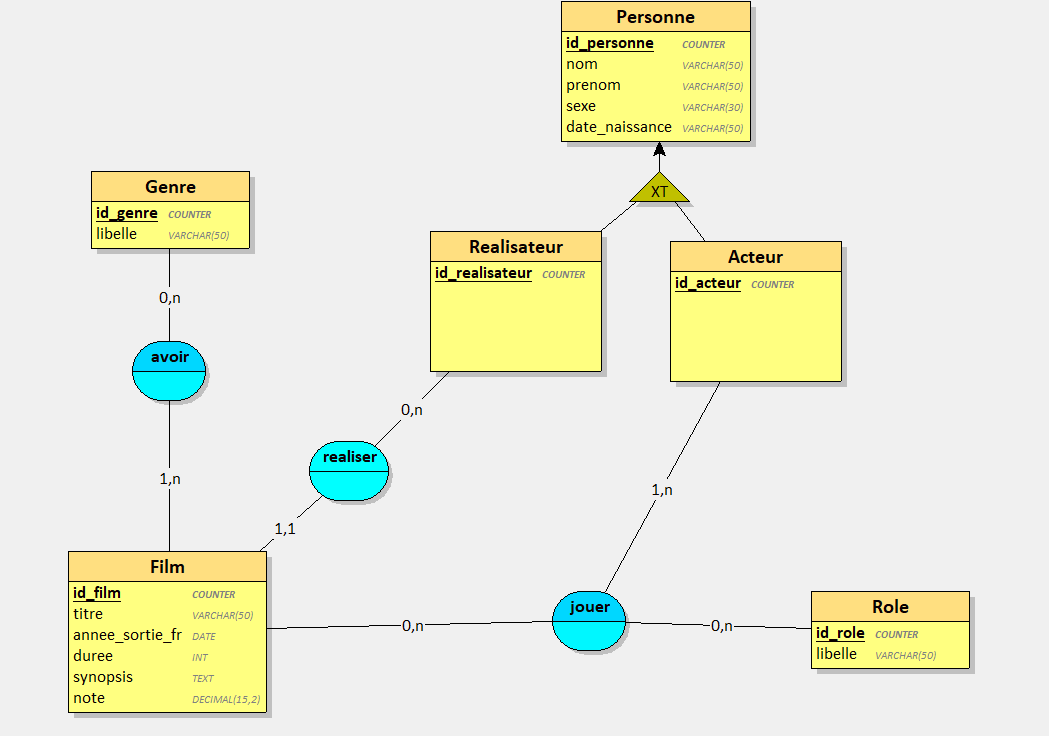 Personne
id_personne COUNTER
nom VARCHAR(50)
prenom VARCHAR(50)
sexe VARCHAR(30)
date_naissance VARCHAR(50)
XT
Genre
id_genre COUNTER
libelle VARCHAR(50)
0,n
avoir
1,n
Realisateur
id_realisateur COUNTER
0,n
realiser
1,1
Acteur
id_acteur COUNTER
1,n
Film
id_film COUNTER
titre VARCHAR(50)
annee_sortie_fr DATE
duree INT
synopsis TEXT
note DECIMAL(15,2)
0,n
jouer
0,n
Role
id_role COUNTER
libelle VARCHAR(50)